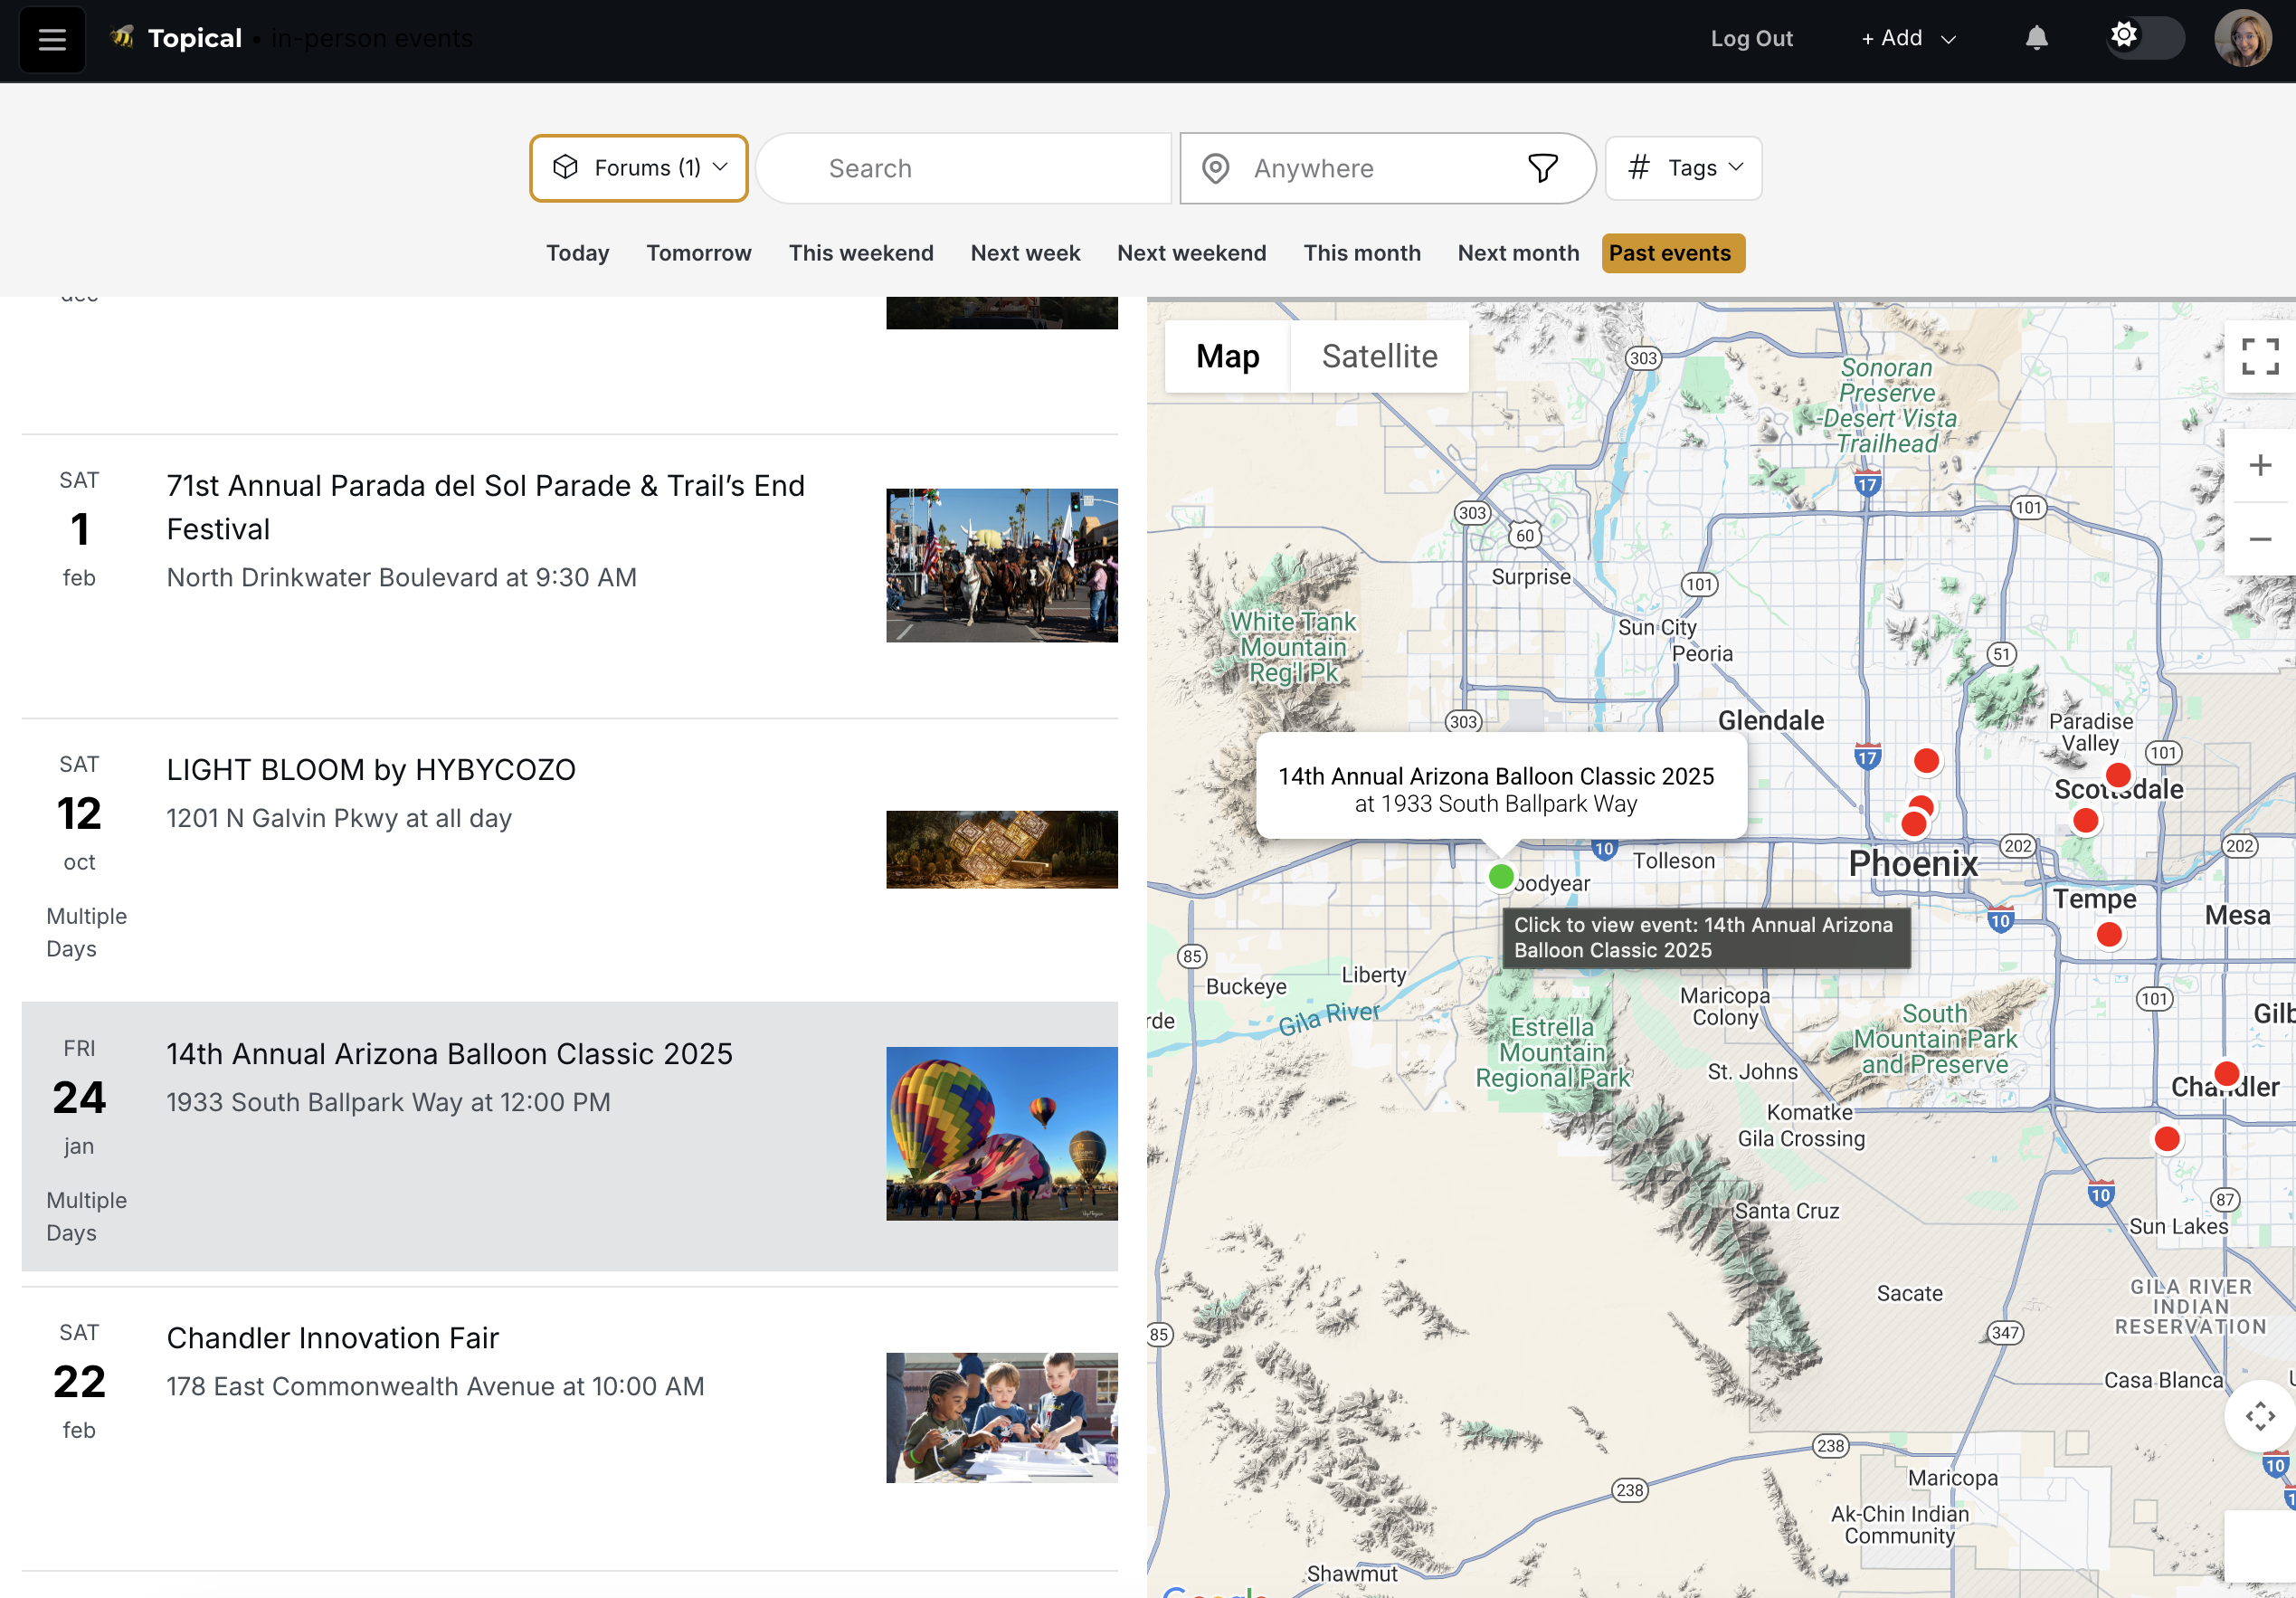 Topical • in-person events
Log Out
+ Add
Forums (1)
Search
Anywhere
# Tags
Today
Tomorrow
This weekend
Next week
Next weekend
This month
Next month
Past events
SAT
1
feb
71st Annual Parada del Sol Parade & Trail’s End
Festival
North Drinkwater Boulevard at 9:30 AM
SAT
12
oct
Multiple
Days
LIGHT BLOOM by HYBYCOZO
1201 N Galvin Pkwy at all day
FRI
24
jan
Multiple
Days
14th Annual Arizona Balloon Classic 2025
1933 South Ballpark Way at 12:00 PM
SAT
22
feb
Chandler Innovation Fair
178 East Commonwealth Avenue at 10:00 AM
Map
Satellite
303
Sonoran
Preserve
-Desert Vista
Trailhead
17
303
60
101
Surprise
101
White Tank
Mountain
Reg'l Pk
Sun City
Peoria
51
303
Glendale
Paradise
Valley
101
17
14th Annual Arizona Balloon Classic 2025
at 1933 South Ballpark Way
Scottsdale
10
Tolleson
Phoenix
202
202
oodyear
Tempe
Mesa
10
Click to view event: 14th Annual Arizona
Balloon Classic 2025
85
Buckeye
Liberty
Gila River
rde
Maricopa
Colony
101
Gilb
Estrella
Mountain
Regional Park
South
Mountain Park
and Preserve
St. Johns
Chandler
Komatke
Gila Crossing
10
87
Santa Cruz
Sun Lakes
Sacate
GILA RIVER
INDIAN
RESERVATION
85
347
Casa Blanca
238
10
Maricopa
238
Ak-Chin Indian
Community
Shawmut